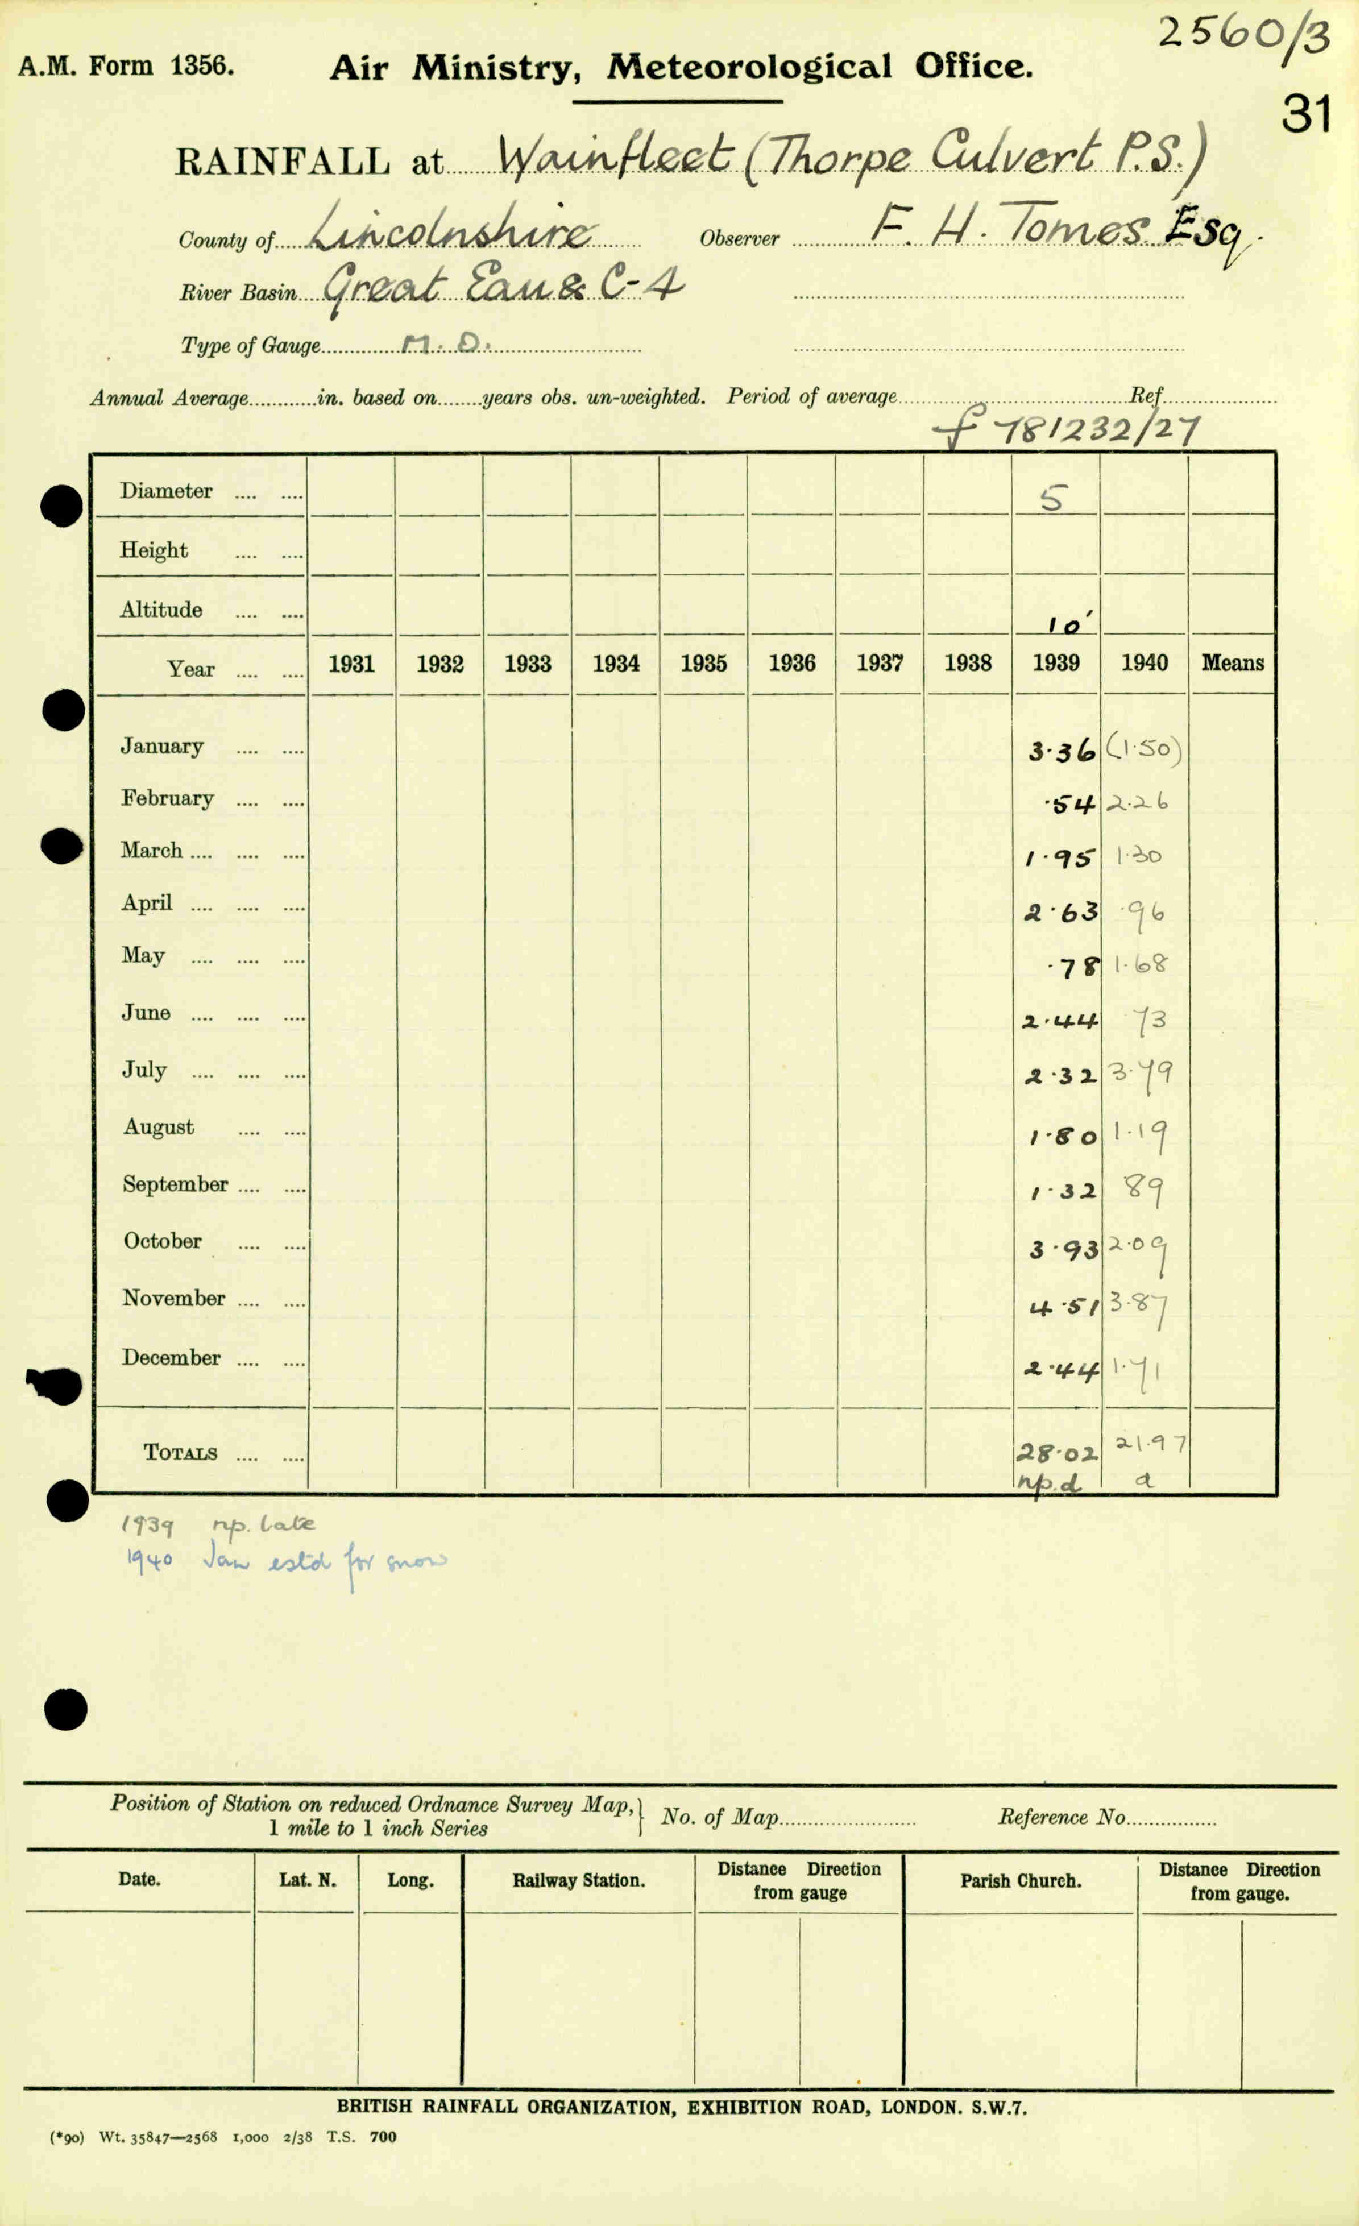 2560/3
A.M. Form 1356. Air Ministry, Meteorological Office.
31
RAINFALL at Wainfleet (Thorpe Culvert P.S.)
County of Lincolnshire Observer F. H. Tomes Esq.
River Basin Great Eau & C-4
Type of Gauge M. O.
Annual Average in. based on years obs. un-weighted. Period of average Ref.
f 781232/27
Diameter 5
Height
Altitude 10'
Year 1931 1932 1933 1934 1935 1936 1937 1938 1939 1940 Means
January 3.36 (1.50)
February .54 2.26
March 1.95 1.30
April 2.63 .96
May .78 1.68
June 2.44 73
July 2.32 3.79
August 1.80 1.19
September 1.32 89
October 3.93 2.09
November 4.51 3.87
December 2.44 1.71
TOTALS 28.02 21.97
np.d a
1939 np. late
1940 Jan estd for snow
Position of Station on reduced Ordnance Survey Map, 1 mile to 1 inch Series } No. of Map Reference No.
Date. Lat. N. Long. Railway Station. Distance Direction from gauge Parish Church. Distance Direction from gauge.
BRITISH RAINFALL ORGANIZATION, EXHIBITION ROAD, LONDON. S.W.7.
(*90) Wt. 35847—2568 1,000 2/38 T.S. 700